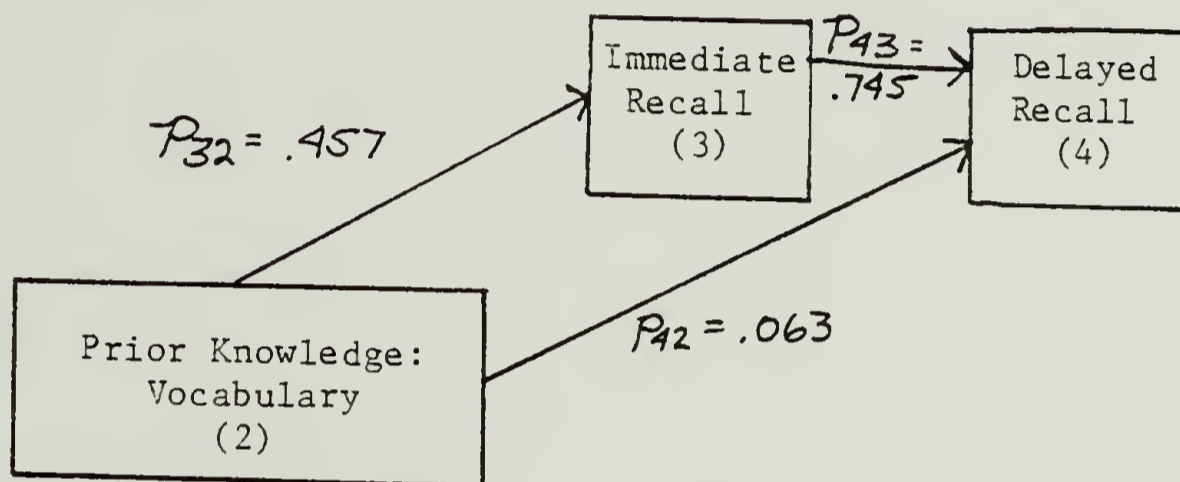 Immediate
Recall
(3)
P43 =
.745
Delayed
Recall
(4)
P32 = .457
P42 = .063
Prior Knowledge:
Vocabulary
(2)